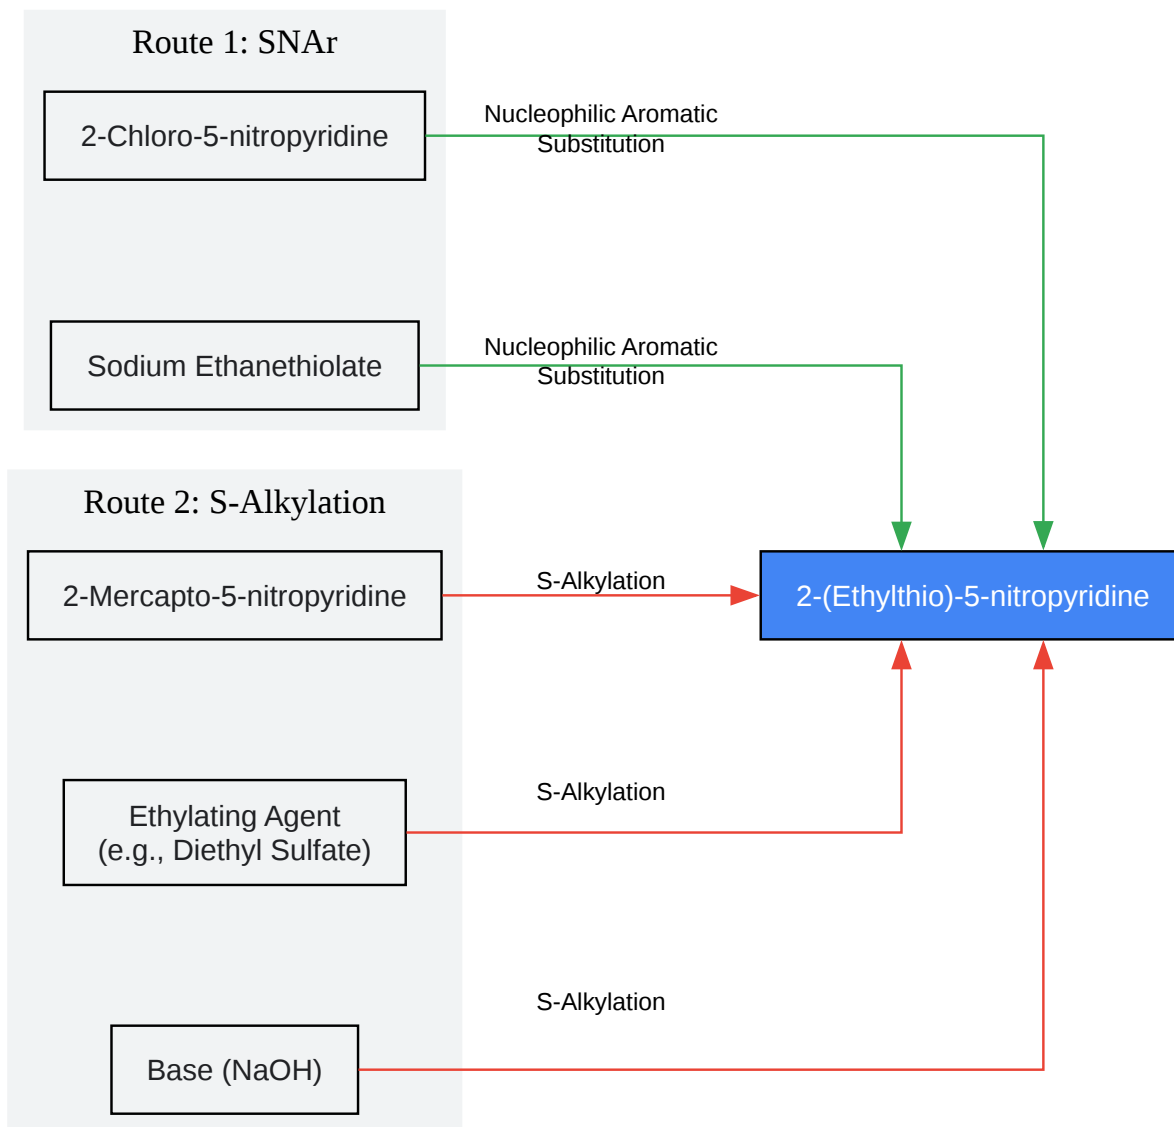 Route 1: SNAr
2-Chloro-5-nitropyridine
Nucleophilic Aromatic
Substitution
Sodium Ethanethiolate
Nucleophilic Aromatic
Substitution
Route 2: S-Alkylation
2-Mercapto-5-nitropyridine
S-Alkylation
2-(Ethylthio)-5-nitropyridine
Ethylating Agent
(e.g., Diethyl Sulfate)
S-Alkylation
Base (NaOH)
S-Alkylation